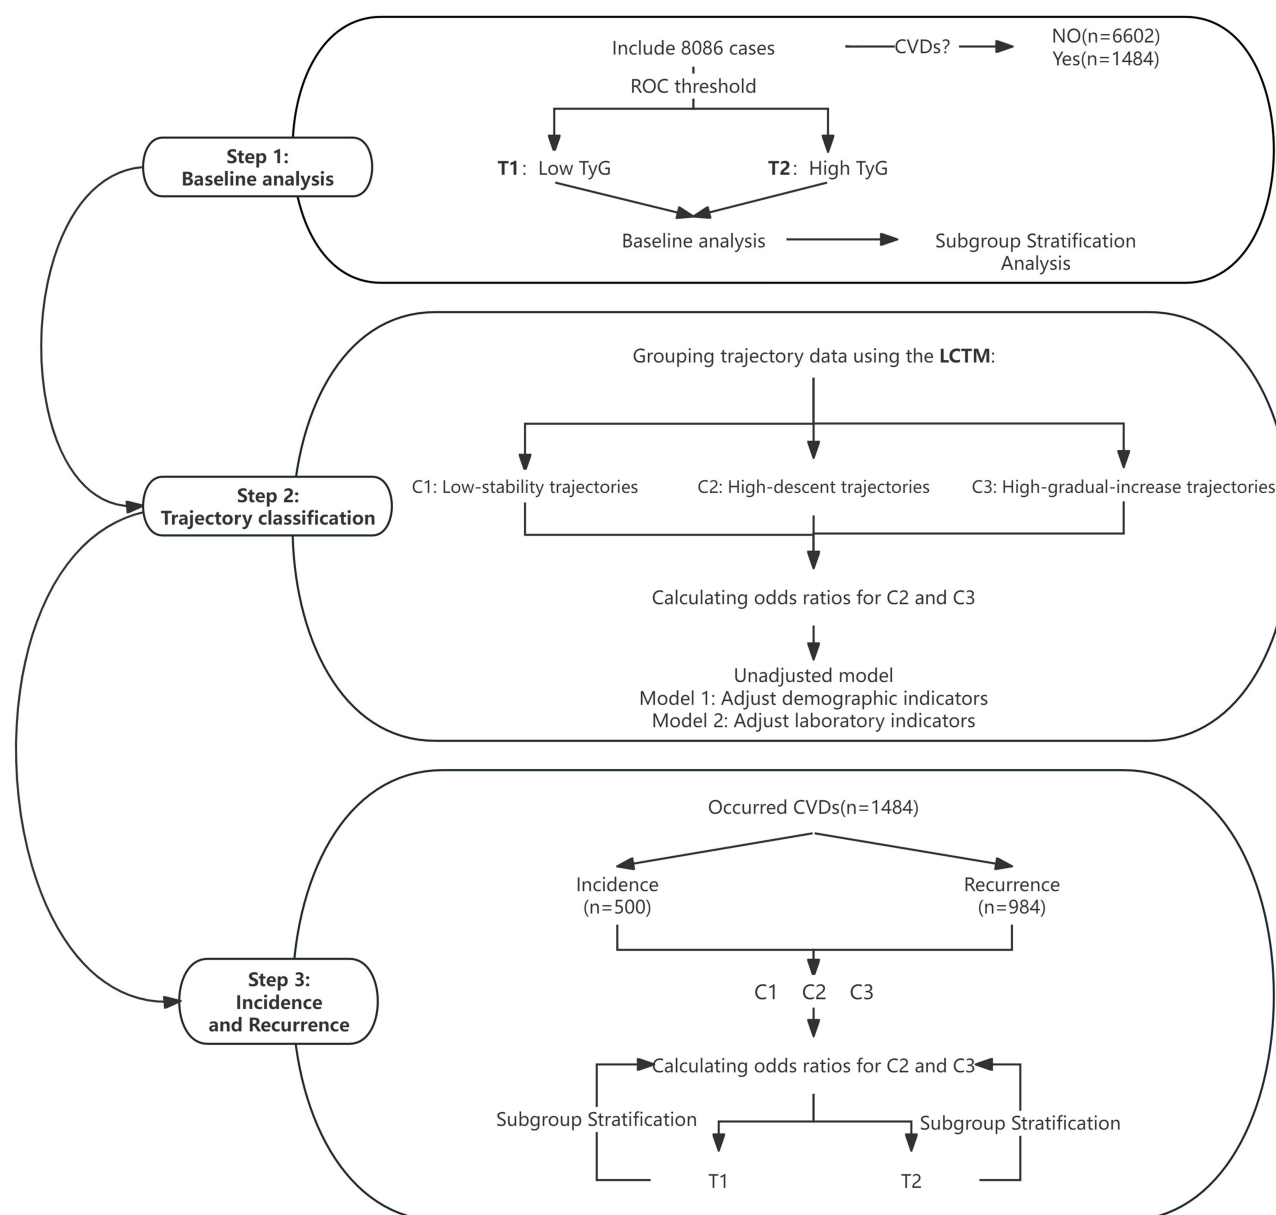 Include 8086 cases
CVDs?
NO(n=6602)
Yes(n=1484)
ROC threshold
Step 1:
Baseline analysis
T1: Low TyG
T2: High TyG
Baseline analysis
Subgroup Stratification
Analysis
Grouping trajectory data using the LCTM:
Step 2:
Trajectory classification
C1: Low-stability trajectories
C2: High-descent trajectories
C3: High-gradual-increase trajectories
Calculating odds ratios for C2 and C3
Unadjusted model
Model 1: Adjust demographic indicators
Model 2: Adjust laboratory indicators
Occurred CVDs(n=1484)
Incidence
(n=500)
Recurrence
(n=984)
Step 3:
Incidence
and Recurrence
C1 C2 C3
Calculating odds ratios for C2 and C3
Subgroup Stratification
Subgroup Stratification
T1
T2